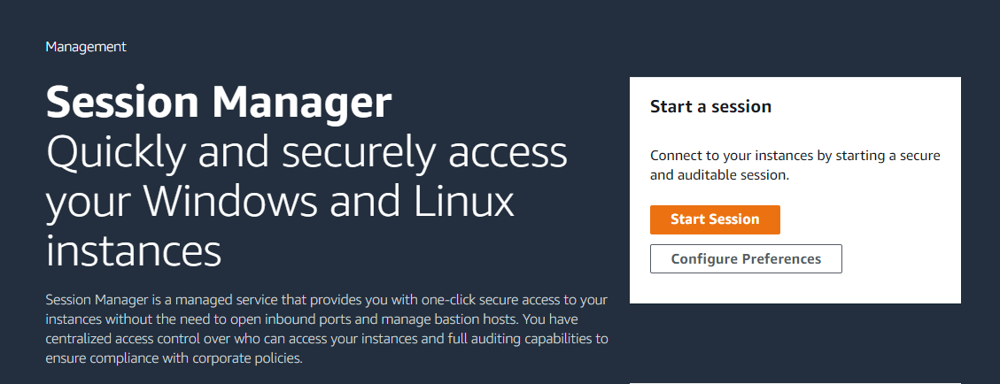 Management
Session Manager
Quickly and securely access
your Windows and Linux
instances
Session Manager is a managed service that provides you with one-click secure access to your
instances without the need to open inbound ports and manage bastion hosts. You have
centralized access control over who can access your instances and full auditing capabilities to
ensure compliance with corporate policies.
Start a session
Connect to your instances by starting a secure
and auditable session.
Start Session
Configure Preferences